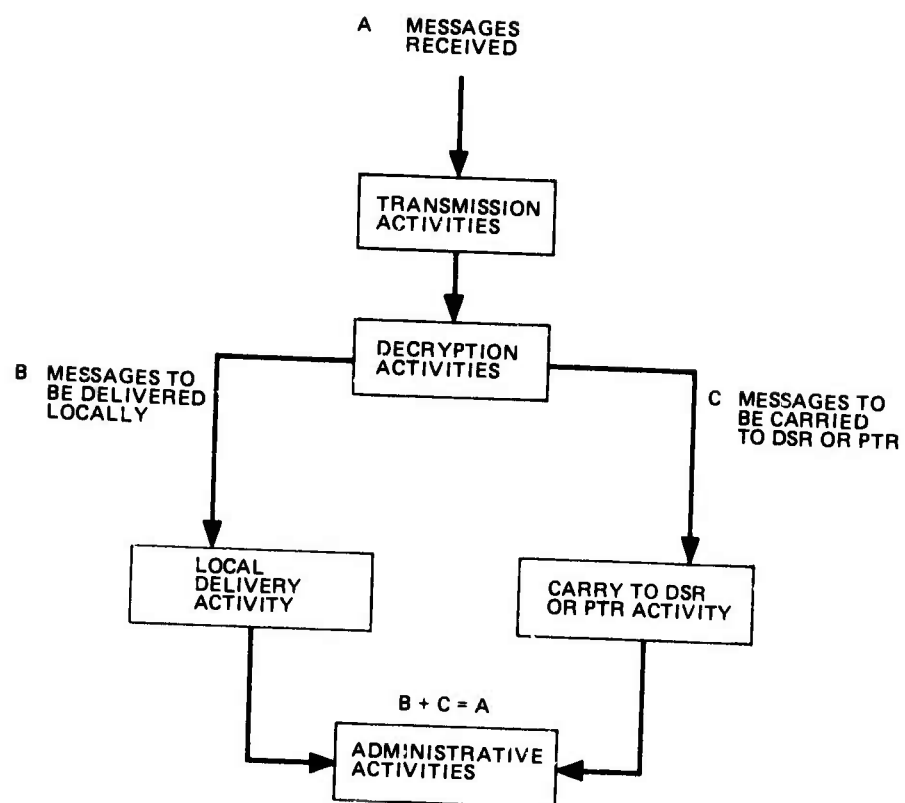 A MESSAGES
RECEIVED
TRANSMISSION
ACTIVITIES
DECRYPTION
ACTIVITIES
B MESSAGES TO
BE DELIVERED
LOCALLY
C MESSAGES TO
BE CARRIED
TO DSR OR PTR
LOCAL
DELIVERY
ACTIVITY
CARRY TO DSR
OR PTR ACTIVITY
B + C = A
ADMINISTRATIVE
ACTIVITIES